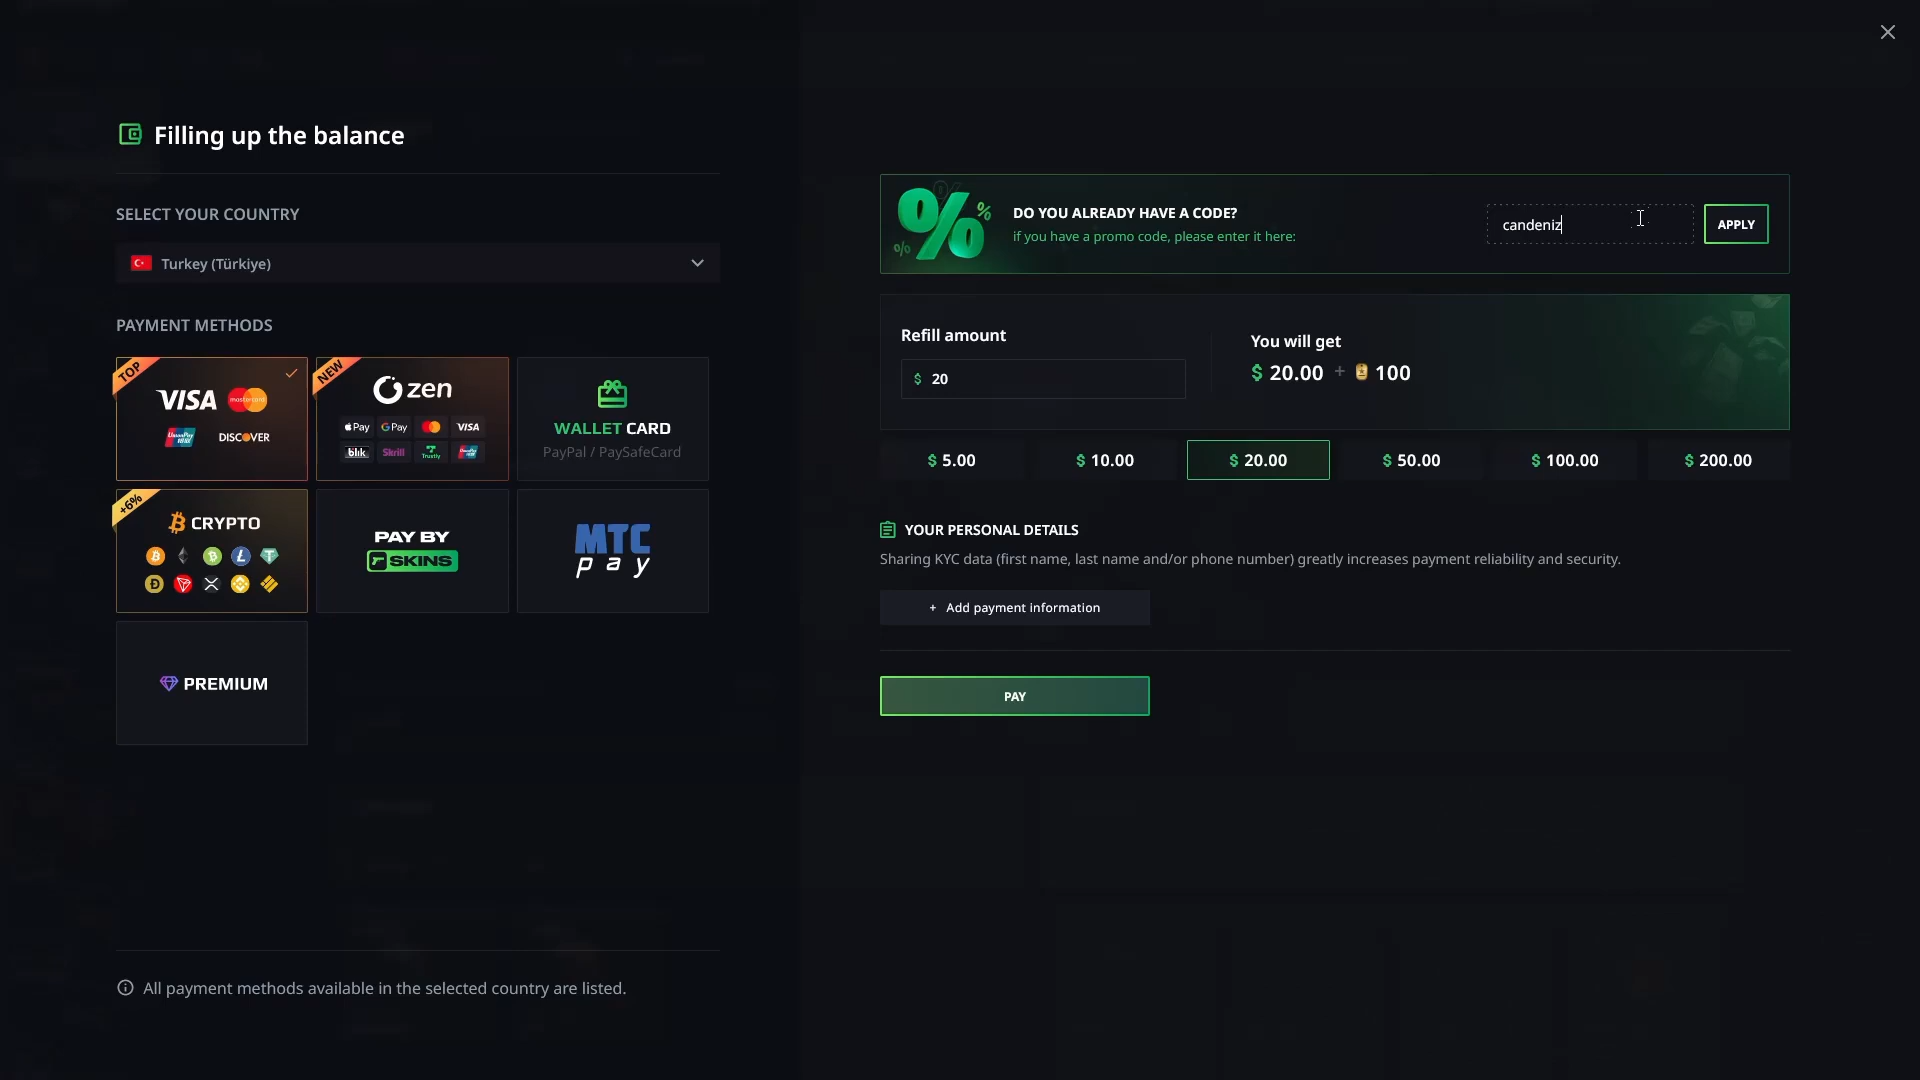 Filling up the balance
SELECT YOUR COUNTRY
Turkey (Türkiye)
PAYMENT METHODS
TOP
VISA mastercard
UnionPay DISCOVER
NEW
zen
Pay G Pay VISA
blik Skrill Trustly UnionPay
WALLET CARD
PayPal / PaySafeCard
+6%
CRYPTO
PAY BY
SKINS
MTC
pay
PREMIUM
All payment methods available in the selected country are listed.
DO YOU ALREADY HAVE A CODE?
if you have a promo code, please enter it here:
candeniz
APPLY
Refill amount
$ 20
You will get
$ 20.00 + 100
$ 5.00
$ 10.00
$ 20.00
$ 50.00
$ 100.00
$ 200.00
YOUR PERSONAL DETAILS
Sharing KYC data (first name, last name and/or phone number) greatly increases payment reliability and security.
+ Add payment information
PAY